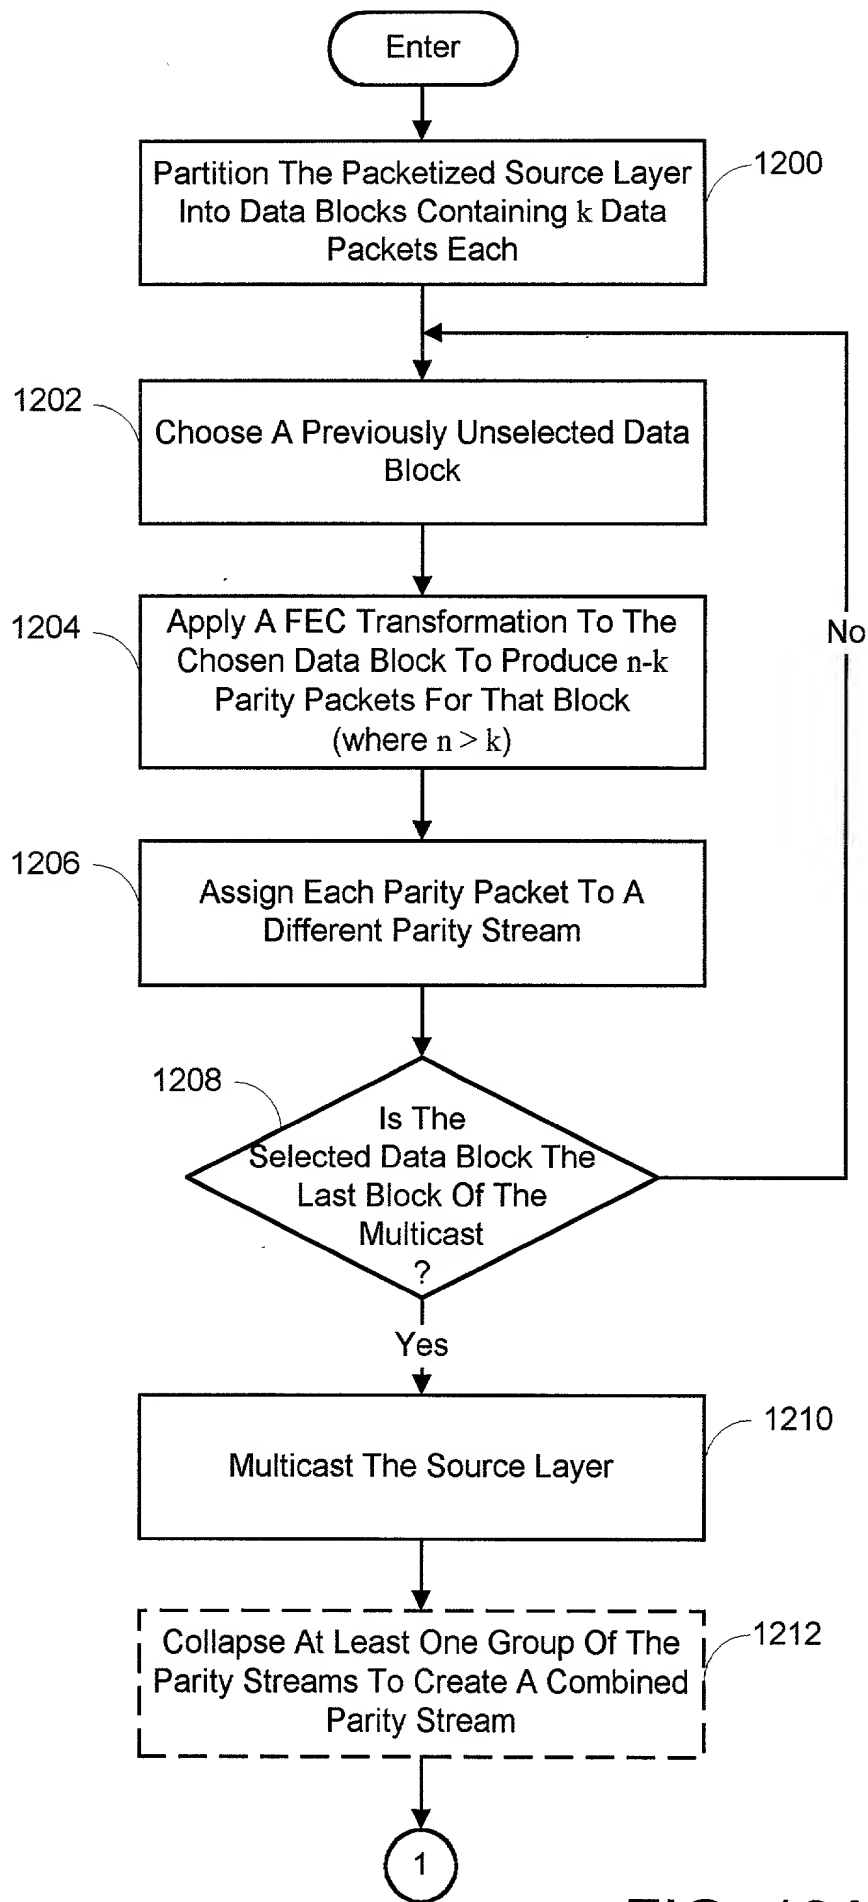 Enter
Partition The Packetized Source Layer
Into Data Blocks Containing k Data
Packets Each
1200
1202
Choose A Previously Unselected Data
Block
1204
Apply A FEC Transformation To The
Chosen Data Block To Produce n-k
Parity Packets For That Block
(where n > k)
No
1206
Assign Each Parity Packet To A
Different Parity Stream
1208
Is The
Selected Data Block The
Last Block Of The
Multicast
?
Yes
1210
Multicast The Source Layer
1212
Collapse At Least One Group Of The
Parity Streams To Create A Combined
Parity Stream
1